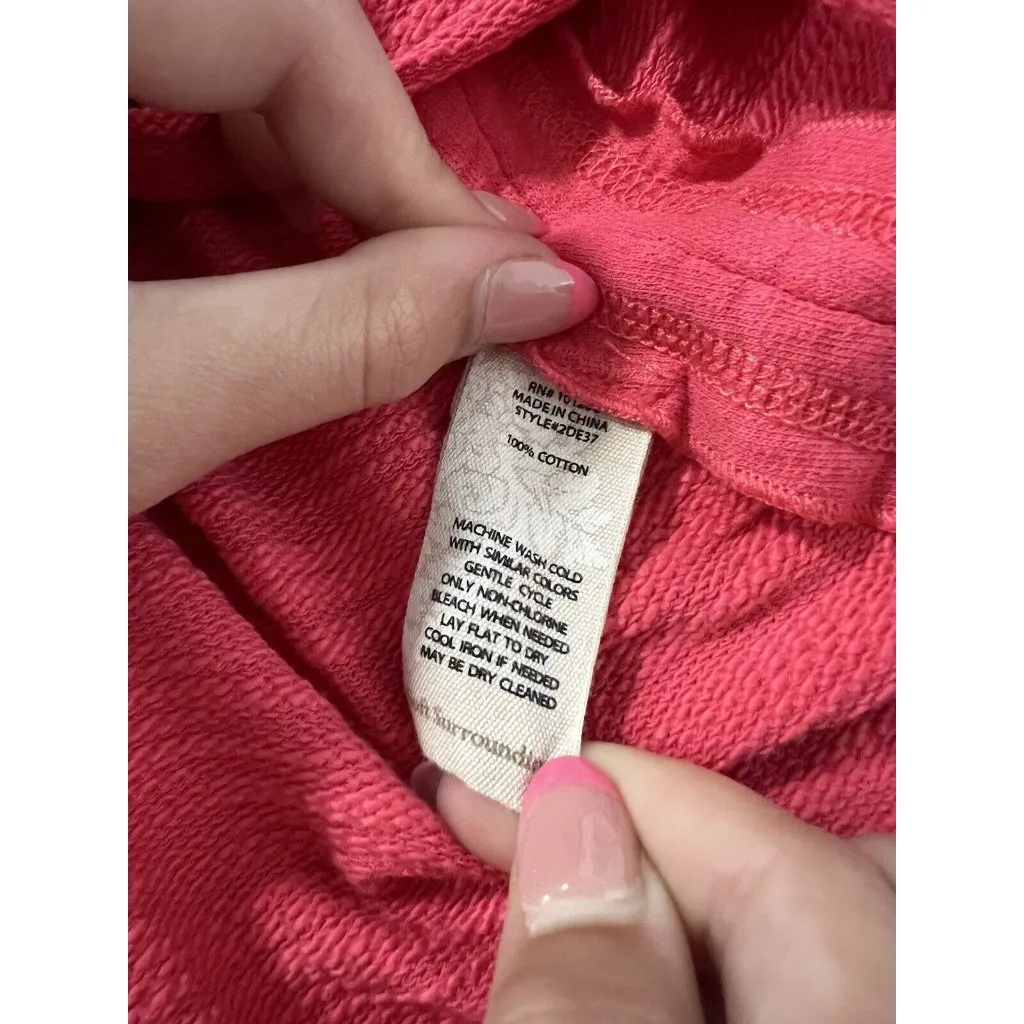 RN#
MADE IN CHINA
STYLE#2DE37
100% COTTON
MACHINE WASH COLD
WITH SIMILAR COLORS
GENTLE CYCLE
ONLY NON-CHLORINE
BLEACH WHEN NEEDED
LAY FLAT TO DRY
COOL IRON IF NEEDED
MAY BE DRY CLEANED